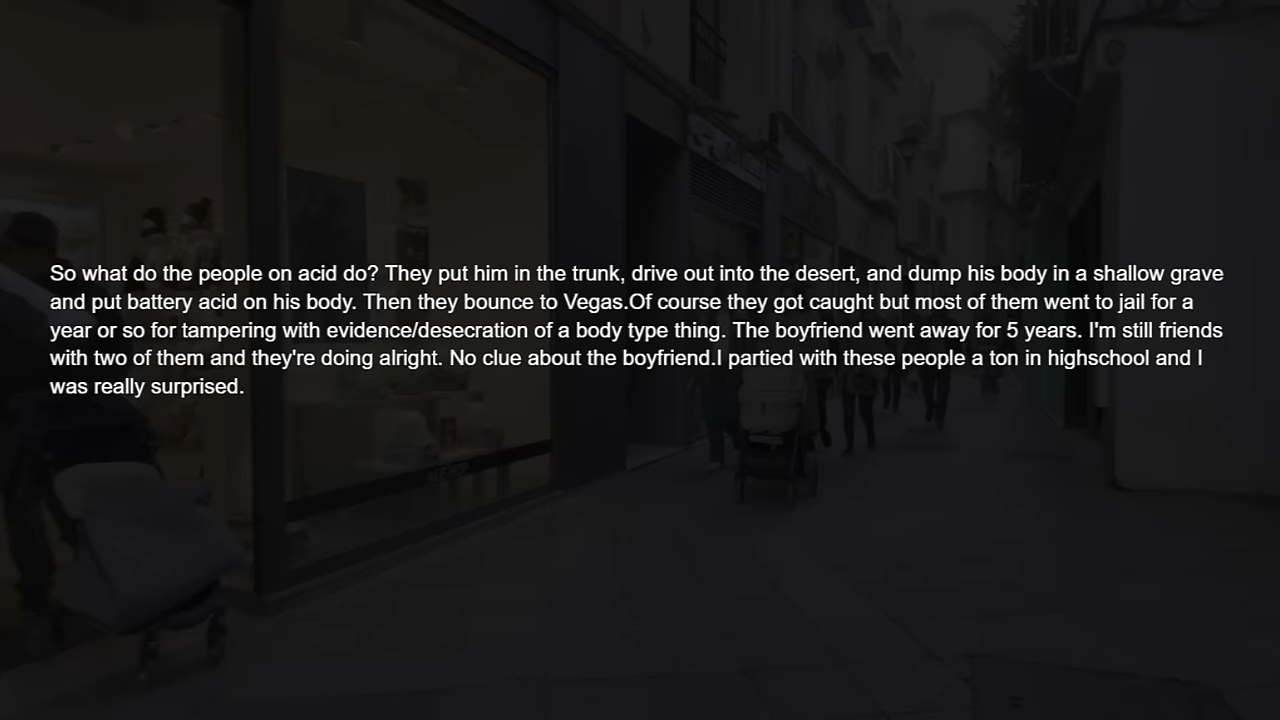 So what do the people on acid do? They put him in the trunk, drive out into the desert, and dump his body in a shallow grave
and put battery acid on his body. Then they bounce to Vegas.Of course they got caught but most of them went to jail for a
year or so for tampering with evidence/desecration of a body type thing. The boyfriend went away for 5 years. I'm still friends
with two of them and they're doing alright. No clue about the boyfriend.I partied with these people a ton in highschool and I
was really surprised.